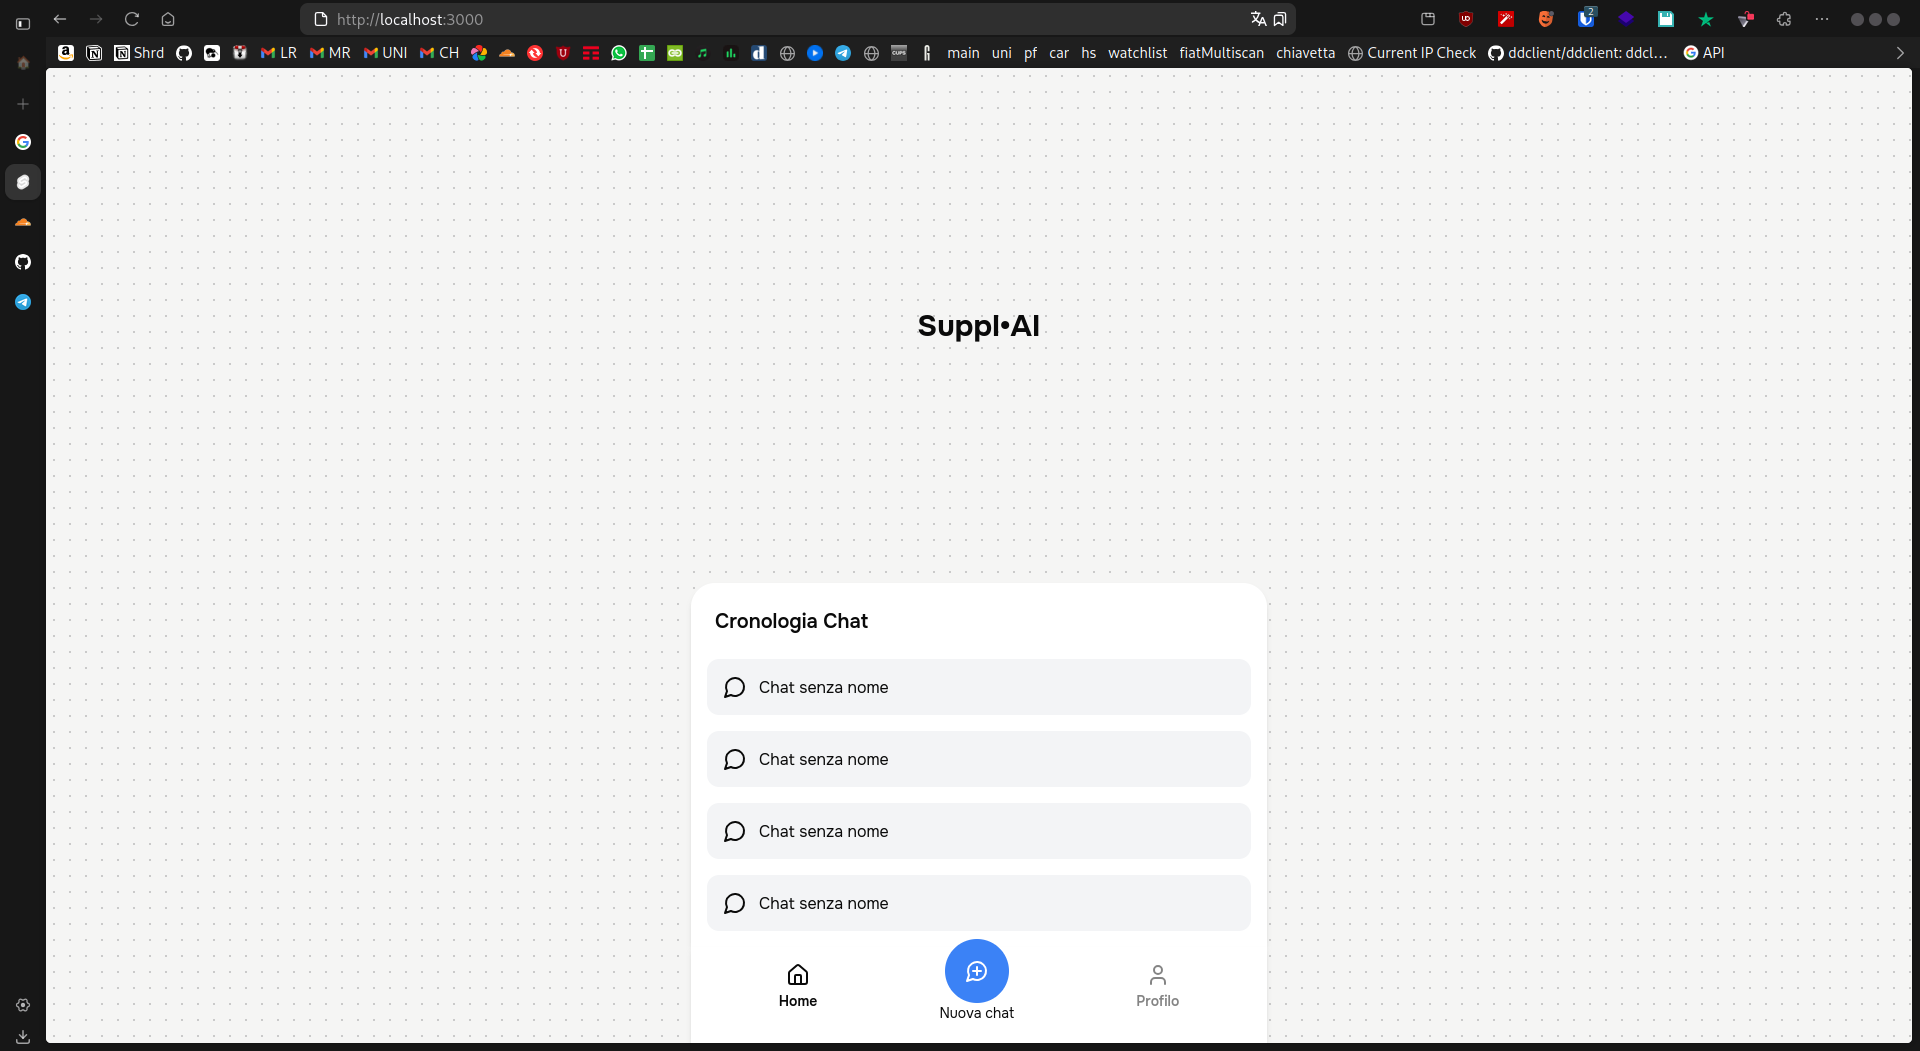 http://localhost:3000
2
Shrd
LR
MR
UNI
CH
main
uni
pf
car
hs
watchlist
fiatMultiscan
chiavetta
Current IP Check
ddclient/ddclient: ddcl...
API
Suppl•AI
Cronologia Chat
Chat senza nome
Chat senza nome
Chat senza nome
Chat senza nome
Home
Nuova chat
Profilo